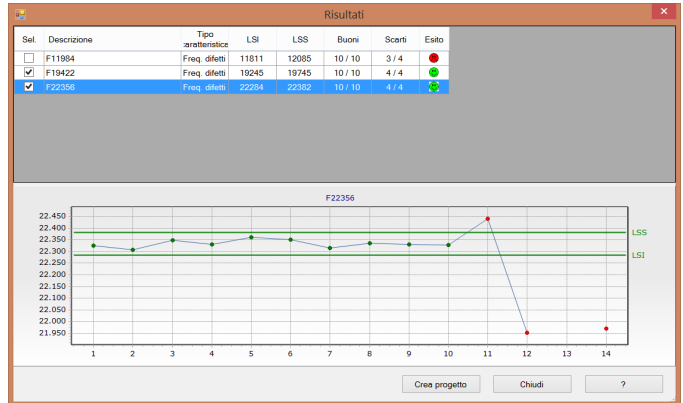 Risultati
Sel. Descrizione Tipo caratteristica LSI LSS Buoni Scarti Esito
F11984 Freq. difetti 11811 12085 10 / 10 3 / 4
F19422 Freq. difetti 19245 19745 10 / 10 4 / 4
F22356 Freq. difetti 22284 22382 10 / 10 4 / 4
F22356
22.450
22.400
22.350
22.300
22.250
22.200
22.150
22.100
22.050
22.000
21.950
LSS
LSI
1 2 3 4 5 6 7 8 9 10 11 12 13 14
Crea progetto Chiudi ?